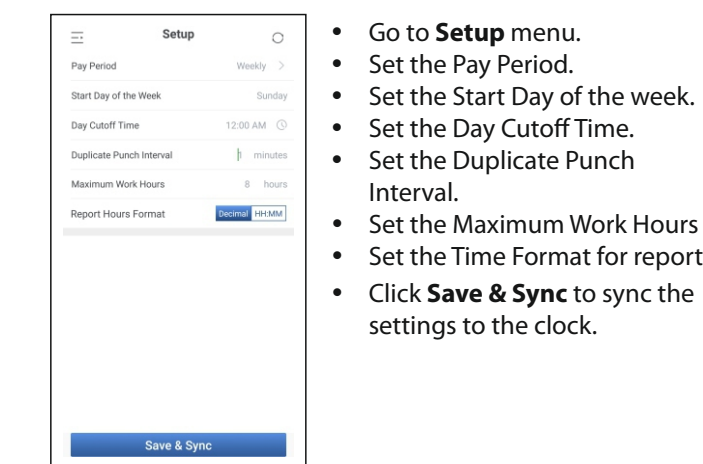 Setup
Pay Period Weekly >
Start Day of the Week Sunday
Day Cutoff Time 12:00 AM
Duplicate Punch Interval 1 minutes
Maximum Work Hours 8 hours
Report Hours Format Decimal HH:MM
Save & Sync
• Go to Setup menu.
• Set the Pay Period.
• Set the Start Day of the week.
• Set the Day Cutoff Time.
• Set the Duplicate Punch
Interval.
• Set the Maximum Work Hours
• Set the Time Format for report
• Click Save & Sync to sync the
settings to the clock.